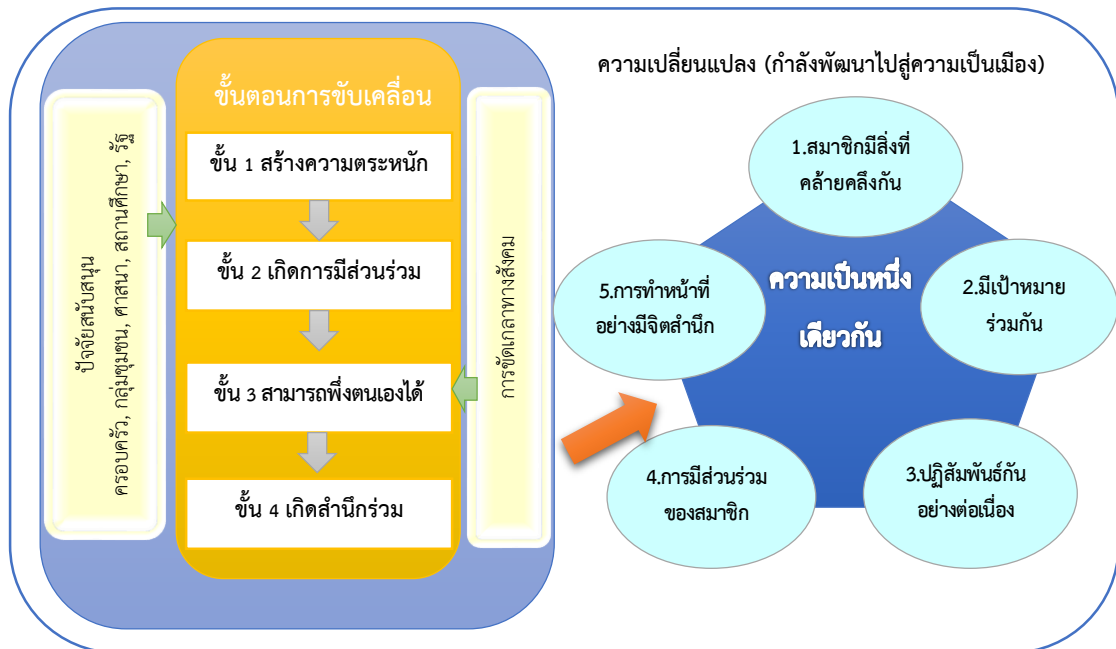 ปัจจัยสนับสนุน
ครอบครัว, กลุ่มชุมชน, ศาสนา, สถานศึกษา, รัฐ
ขั้นตอนการขับเคลื่อน
ขั้น 1 สร้างความตระหนัก
ขั้น 2 เกิดการมีส่วนร่วม
ขั้น 3 สามารถพึ่งตนเองได้
ขั้น 4 เกิดสำนึกร่วม
การขัดเกลาทางสังคม
ความเปลี่ยนแปลง (กำลังพัฒนาไปสู่ความเป็นเมือง)
1.สมาชิกมีสิ่งที่
คล้ายคลึงกัน
2.มีเป้าหมาย
ร่วมกัน
3.ปฏิสัมพันธ์กัน
อย่างต่อเนื่อง
4.การมีส่วนร่วม
ของสมาชิก
5.การทำหน้าที่
อย่างมีจิตสำนึก
ความเป็นหนึ่ง
เดียวกัน